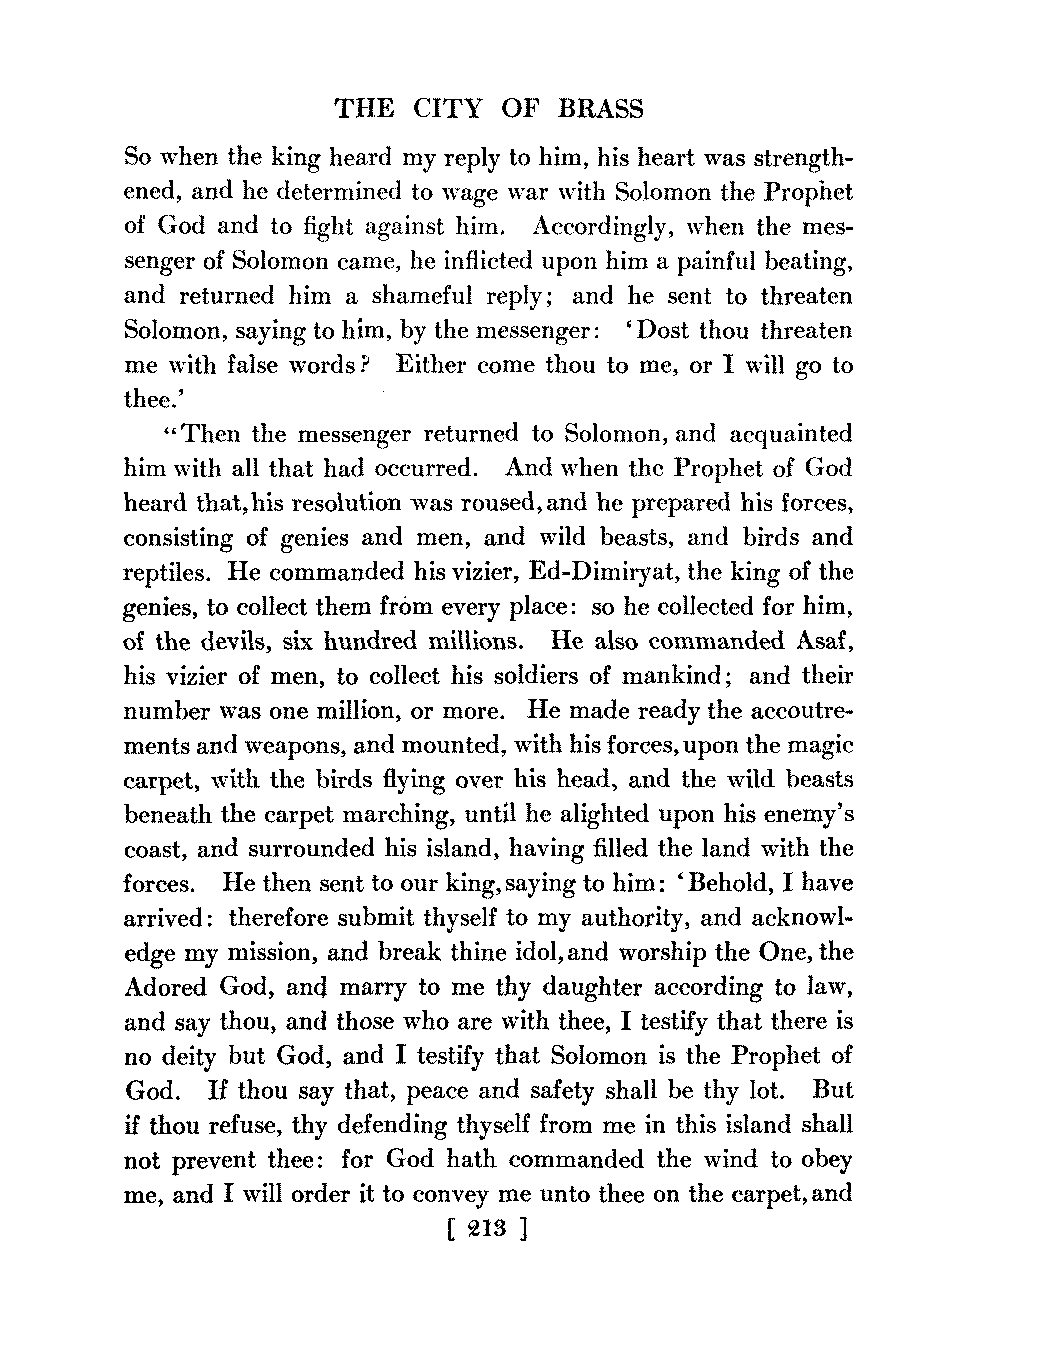 THE CITY OF BRASS
So when the king heard my reply to him, his heart was strength-
ened, and he determined to wage war with Solomon the Prophet
of God and to fight against him. Accordingly, when the mes-
senger of Solomon came, he inflicted upon him a painful beating,
and returned him a shameful reply; and he sent to threaten
Solomon, saying to him, by the messenger: ‘Dost thou threaten
me with false words? Either come thou to me, or I will go to
thee.’
“Then the messenger returned to Solomon, and acquainted
him with all that had occurred. And when the Prophet of God
heard that, his resolution was roused, and he prepared his forces,
consisting of genies and men, and wild beasts, and birds and
reptiles. He commanded his vizier, Ed-Dimiryat, the king of the
genies, to collect them from every place: so he collected for him,
of the devils, six hundred millions. He also commanded Asaf,
his vizier of men, to collect his soldiers of mankind; and their
number was one million, or more. He made ready the accoutre-
ments and weapons, and mounted, with his forces, upon the magic
carpet, with the birds flying over his head, and the wild beasts
beneath the carpet marching, until he alighted upon his enemy’s
coast, and surrounded his island, having filled the land with the
forces. He then sent to our king, saying to him: ‘Behold, I have
arrived: therefore submit thyself to my authority, and acknowl-
edge my mission, and break thine idol, and worship the One, the
Adored God, and marry to me thy daughter according to law,
and say thou, and those who are with thee, I testify that there is
no deity but God, and I testify that Solomon is the Prophet of
God. If thou say that, peace and safety shall be thy lot. But
if thou refuse, thy defending thyself from me in this island shall
not prevent thee: for God hath commanded the wind to obey
me, and I will order it to convey me unto thee on the carpet, and
[ 213 ]